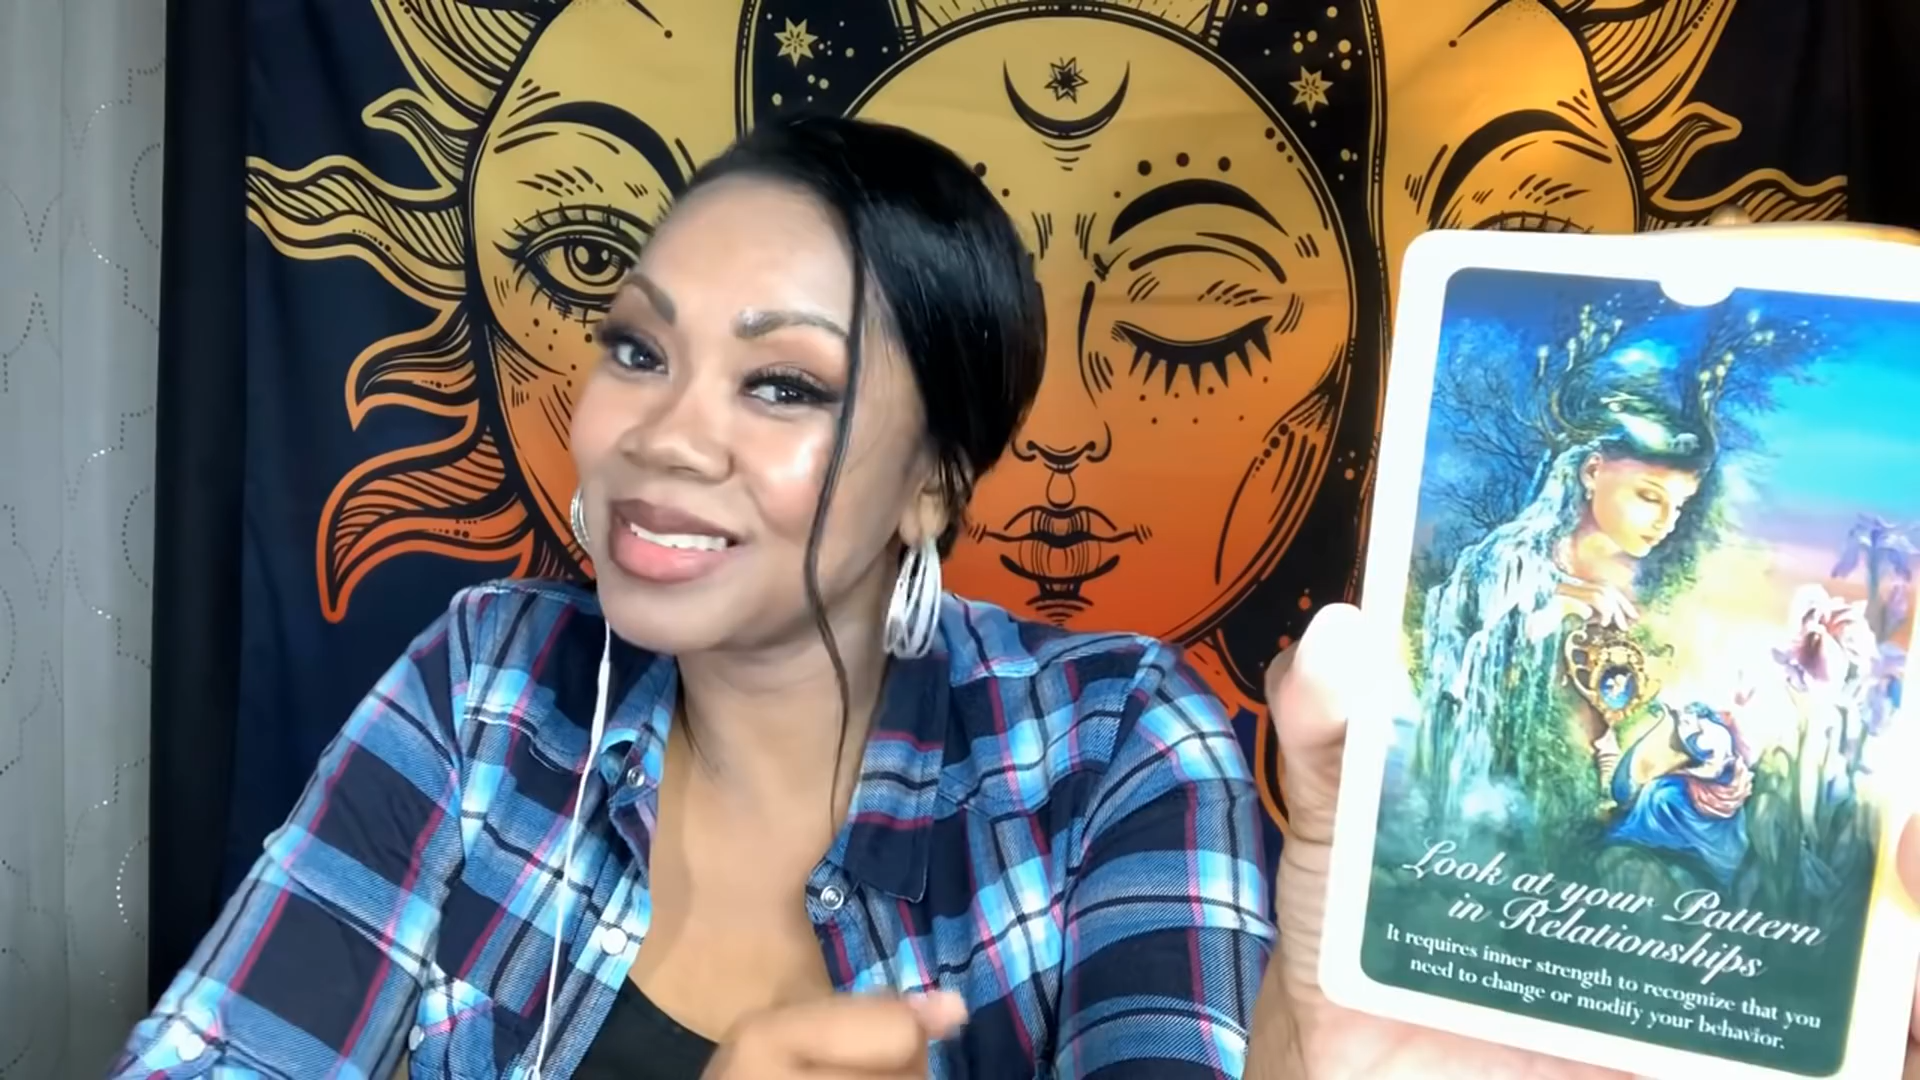 Look at your Pattern
in Relationships
It requires inner strength to recognize that you
need to change or modify your behavior.